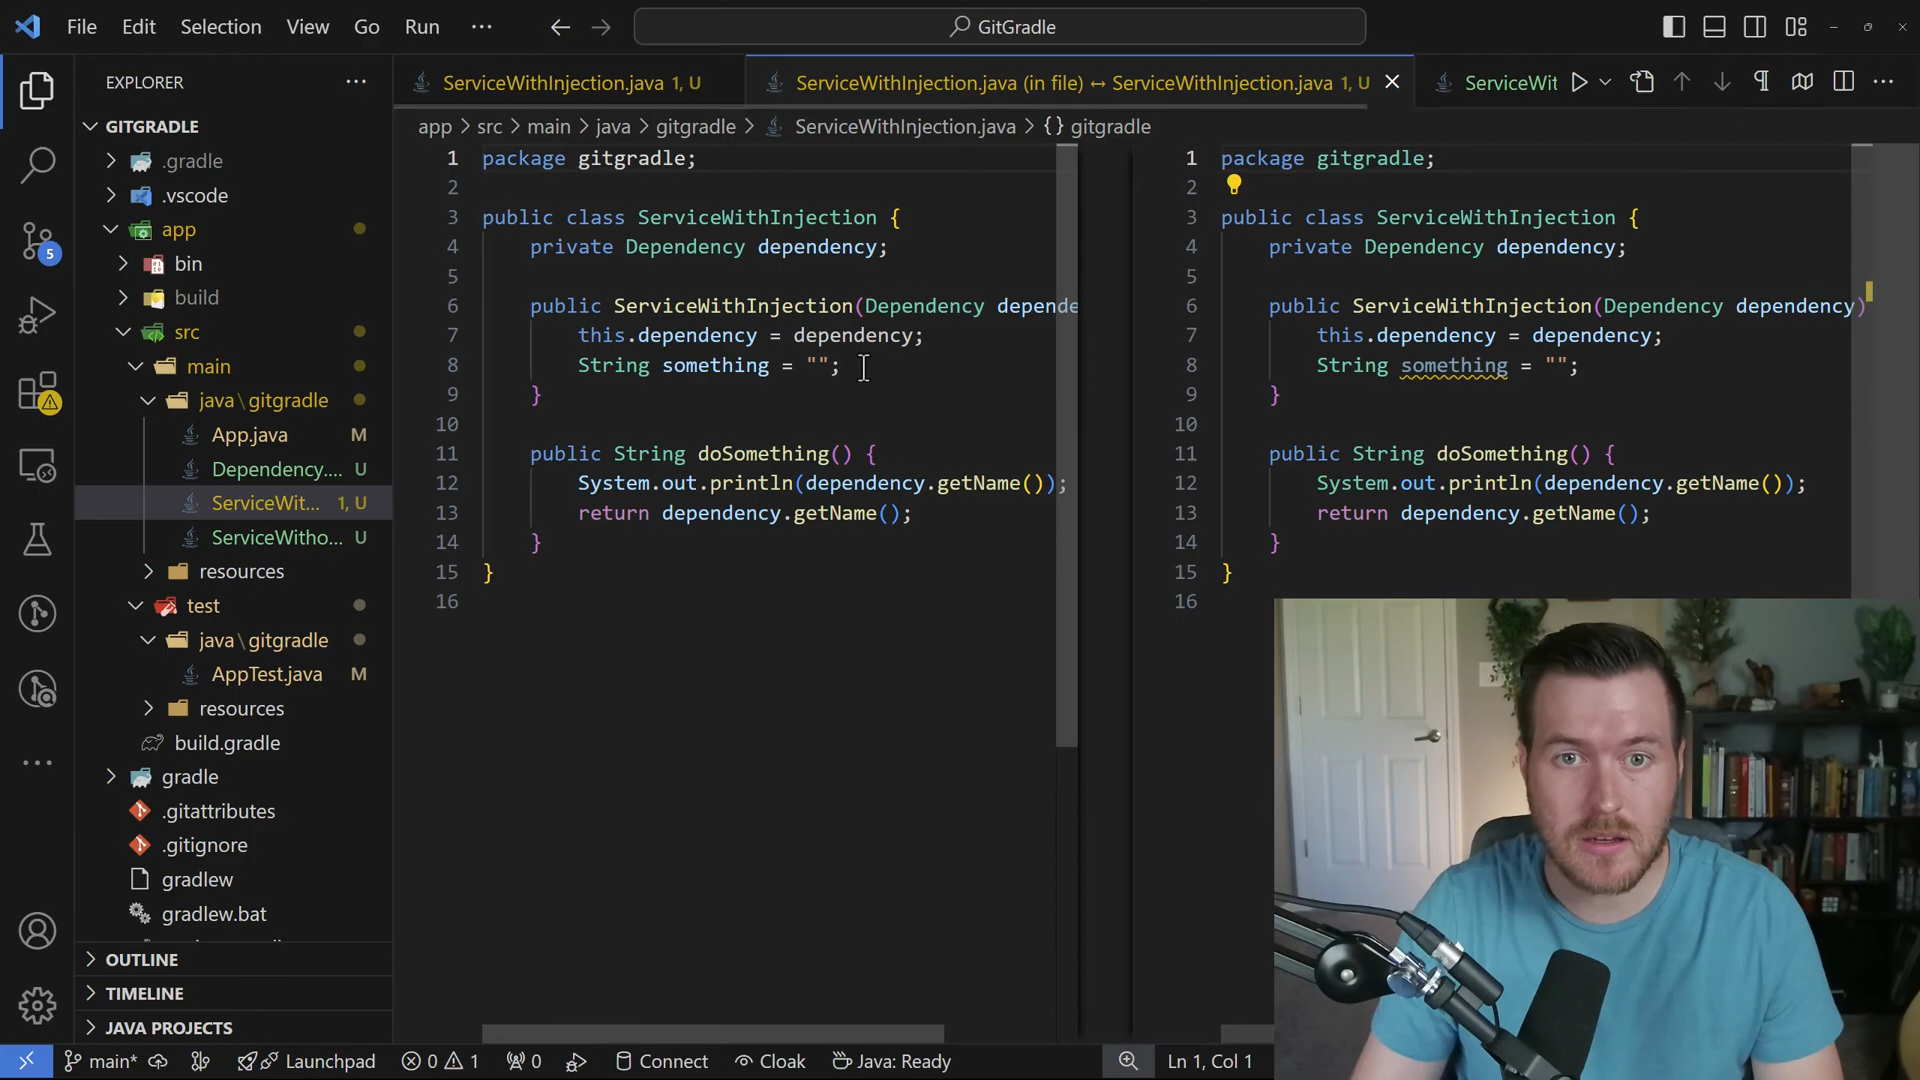 File Edit Selection View Go Run ··· GitGradle
EXPLORER ···
ServiceWithInjection.java 1, U
ServiceWithInjection.java (in file) ↔ ServiceWithInjection.java 1, U
ServiceWit
app > src > main > java > gitgradle > ServiceWithInjection.java > {} gitgradle
GITGRADLE
.gradle
.vscode
app
bin
build
src
main
java\gitgradle
App.java M
Dependency.... U
ServiceWit... 1, U
ServiceWitho... U
resources
test
java\gitgradle
AppTest.java M
resources
build.gradle
gradle
.gitattributes
.gitignore
gradlew
gradlew.bat
OUTLINE
TIMELINE
JAVA PROJECTS
5
1 package gitgradle;
2
3 public class ServiceWithInjection {
4 private Dependency dependency;
5
6 public ServiceWithInjection(Dependency depende
7 this.dependency = dependency;
8 String something = "";
9 }
10
11 public String doSomething() {
12 System.out.println(dependency.getName());
13 return dependency.getName();
14 }
15 }
16
1 package gitgradle;
2
3 public class ServiceWithInjection {
4 private Dependency dependency;
5
6 public ServiceWithInjection(Dependency dependency)
7 this.dependency = dependency;
8 String something = "";
9 }
10
11 public String doSomething() {
12 System.out.println(dependency.getName());
13 return dependency.getName();
14 }
15 }
16
main* Launchpad 0 1 0 Connect Cloak Java: Ready Ln 1, Col 1